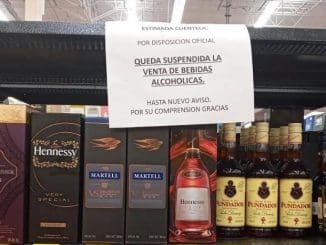 ESTIMADA CLIENTELA:
POR DISPOSICION OFICIAL
QUEDA SUSPENDIDA LA
VENTA DE BEBIDAS
ALCOHOLICAS.
HASTA NUEVO AVISO.
POR SU COMPRENSION GRACIAS
Hennessy
VERY
SPECIAL
MARTELL
MARTELL
Hennessy
FUNDADOR
FUNDADOR
FUNDADOR